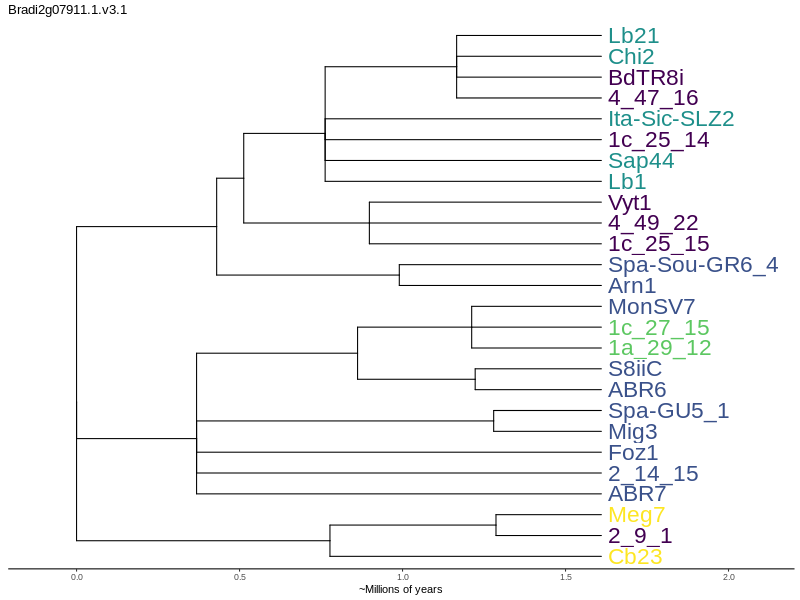 Bradi2g07911.1.v3.1
Lb21
Chi2
BdTR8i
4_47_16
Ita-Sic-SLZ2
1c_25_14
Sap44
Lb1
Vyt1
4_49_22
1c_25_15
Spa-Sou-GR6_4
Arn1
MonSV7
1c_27_15
1a_29_12
S8iiC
ABR6
Spa-GU5_1
Mig3
Foz1
2_14_15
ABR7
Meg7
2_9_1
Cb23
0.0 0.5 1.0 1.5 2.0
~Millions of years